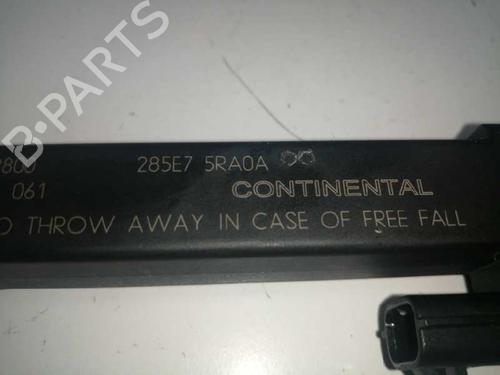 B-PARTS
285E7 5RA0A
061 CONTINENTAL
O THROW AWAY IN CASE OF FREE FALL